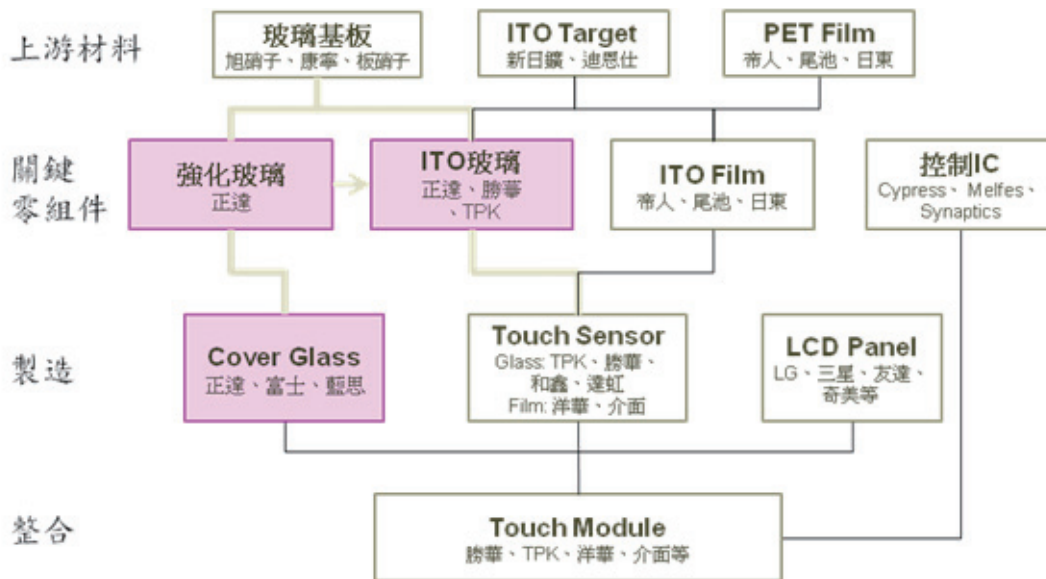 上游材料
玻璃基板
旭硝子、康寧、板硝子
ITO Target
新日鑛、迪恩仕
PET Film
帝人、尾池、日東
關鍵
零組件
強化玻璃
正達
ITO玻璃
正達、勝華
、TPK
ITO Film
帝人、尾池、日東
控制IC
Cypress、Melfes、
Synaptics
製造
Cover Glass
正達、富士、藍思
Touch Sensor
Glass: TPK、勝華、
和鑫、達虹
Film: 洋華、介面
LCD Panel
LG、三星、友達、
奇美等
整合
Touch Module
勝華、TPK、洋華、介面等